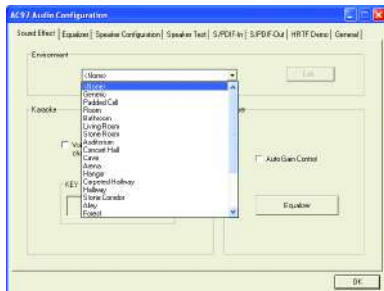 AC97 Audio Configuration
Sound Effect Equalizer Speaker Configuration Speaker Test S/PDIF-In S/PDIF-Out HRTF Demo General
Environment
<None>
Edit
<None>
Generic
Padded Cell
Room
Bathroom
Living Room
Stone Room
Auditorium
Concert Hall
Cave
Arena
Hangar
Carpeted Hallway
Hallway
Stone Corridor
Alley
Forest
Karaoke
KEY
Auto Gain Control
Equalizer
OK